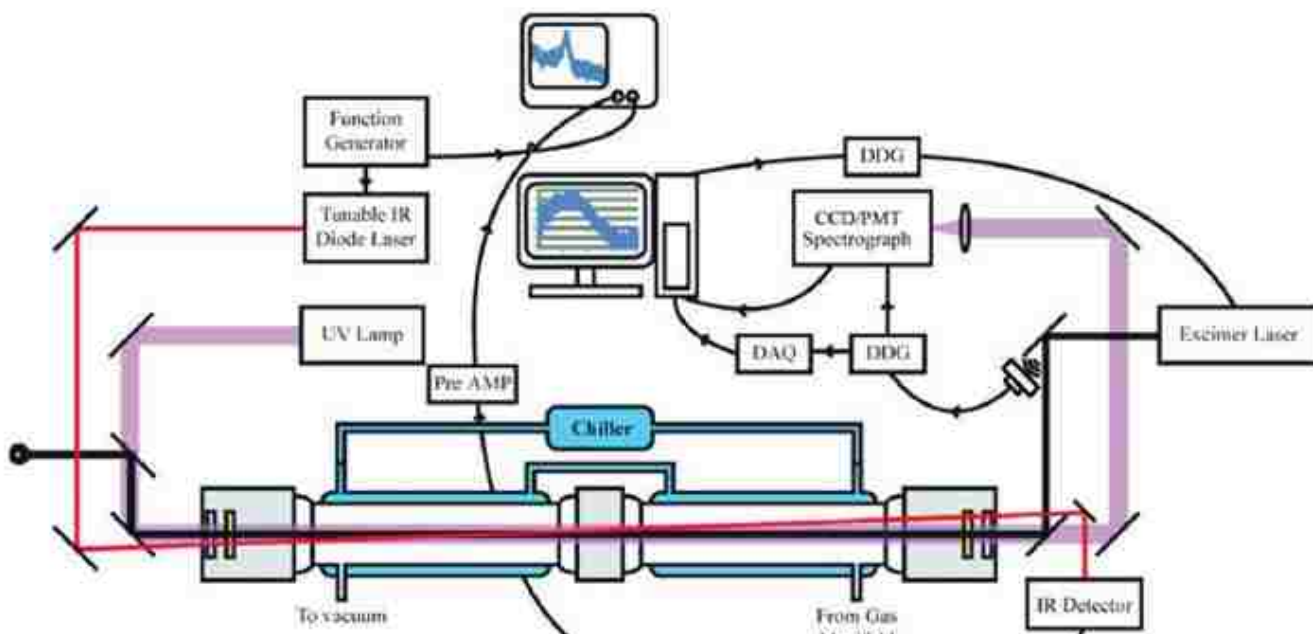 Function
Generator
DDG
Tunable IR
Diode Laser
CCD/PMT
Spectrograph
UV Lamp
Excimer Laser
DAQ
DDG
Pre AMP
Chiller
To vacuum
From Gas
IR Detector